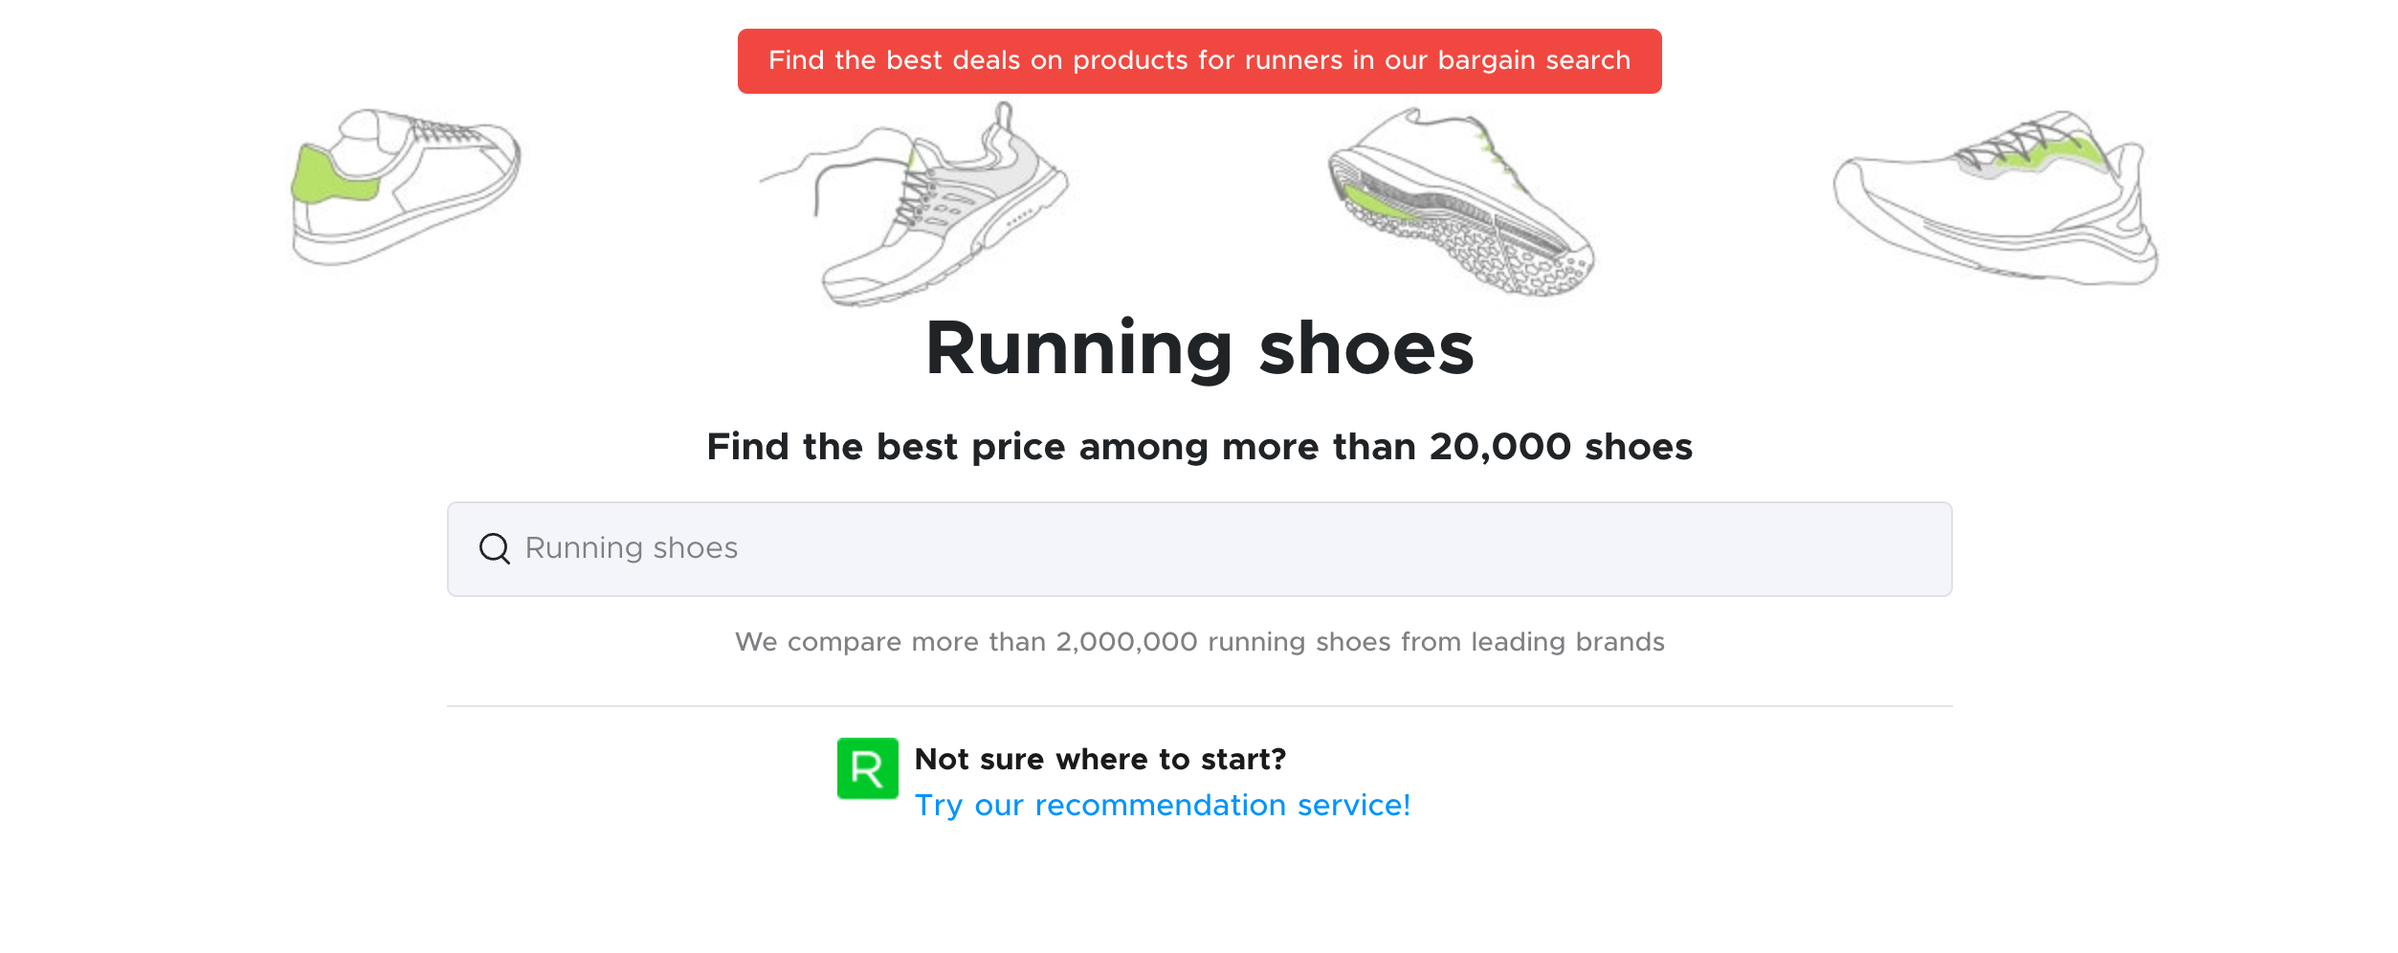 Find the best deals on products for runners in our bargain search
Running shoes
Find the best price among more than 20,000 shoes
Running shoes
We compare more than 2,000,000 running shoes from leading brands
R
Not sure where to start?
Try our recommendation service!